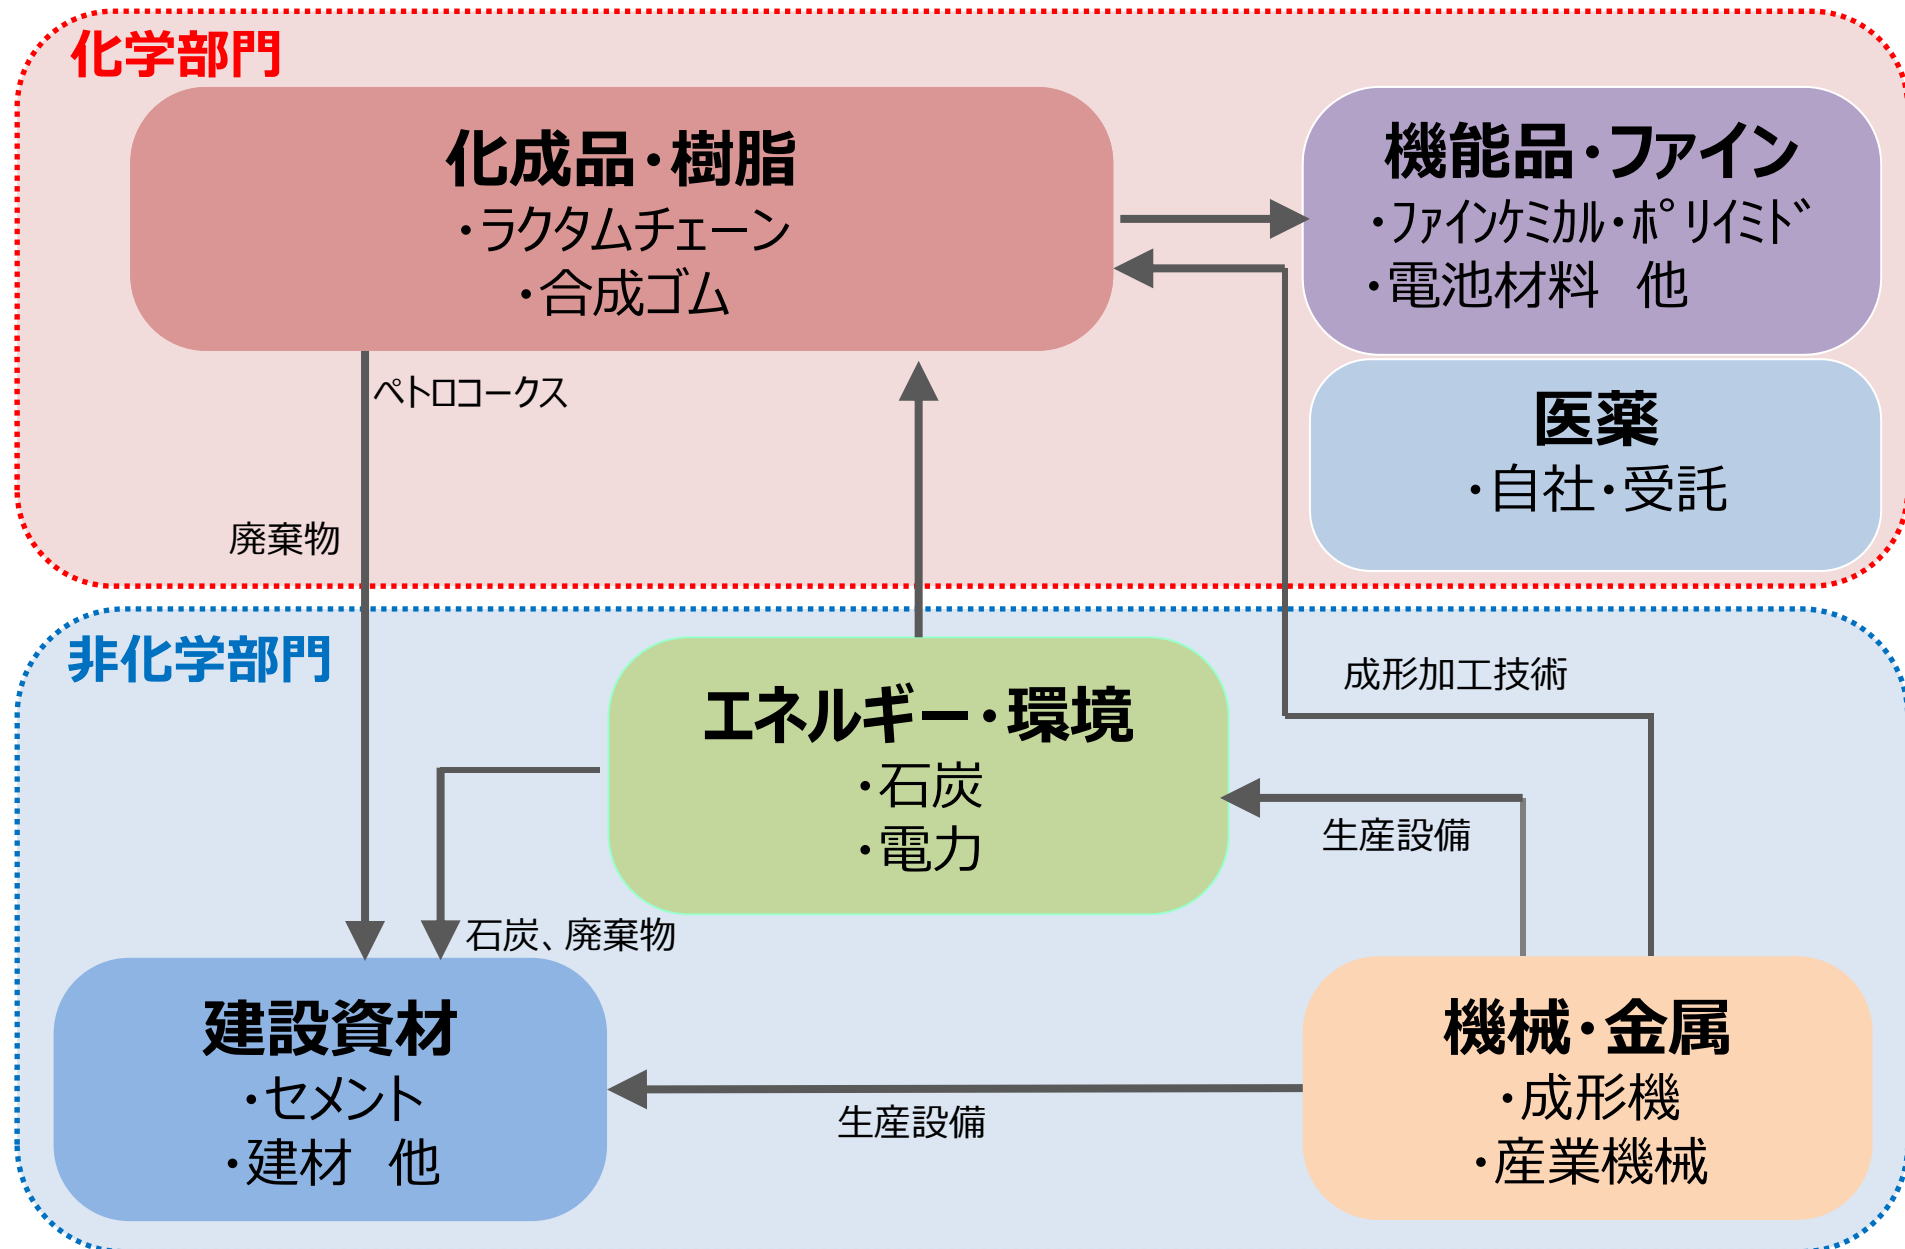 化学部門
化成品・樹脂
・ラクタムチェーン
・合成ゴム
機能品・ファイン
・ﾌｧｲﾝｹﾐｶﾙ・ﾎﾟﾘｲﾐﾄﾞ
・電池材料　他
医薬
・自社・受託
ペトロコークス
廃棄物
非化学部門
エネルギー・環境
・石炭
・電力
成形加工技術
生産設備
石炭、廃棄物
建設資材
・セメント
・建材　他
生産設備
機械・金属
・成形機
・産業機械